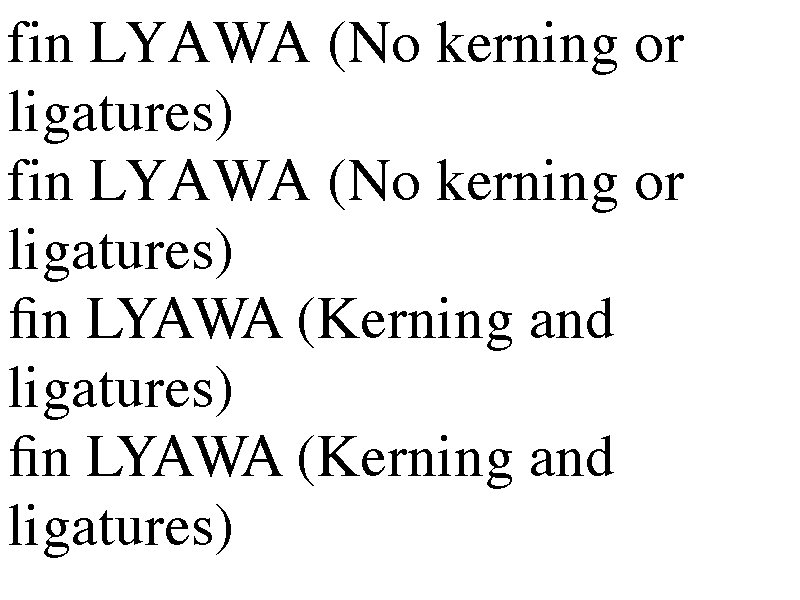 fin LYAWA (No kerning or
ligatures)
fin LYAWA (No kerning or
ligatures)
fin LYAWA (Kerning and
ligatures)
fin LYAWA (Kerning and
ligatures)